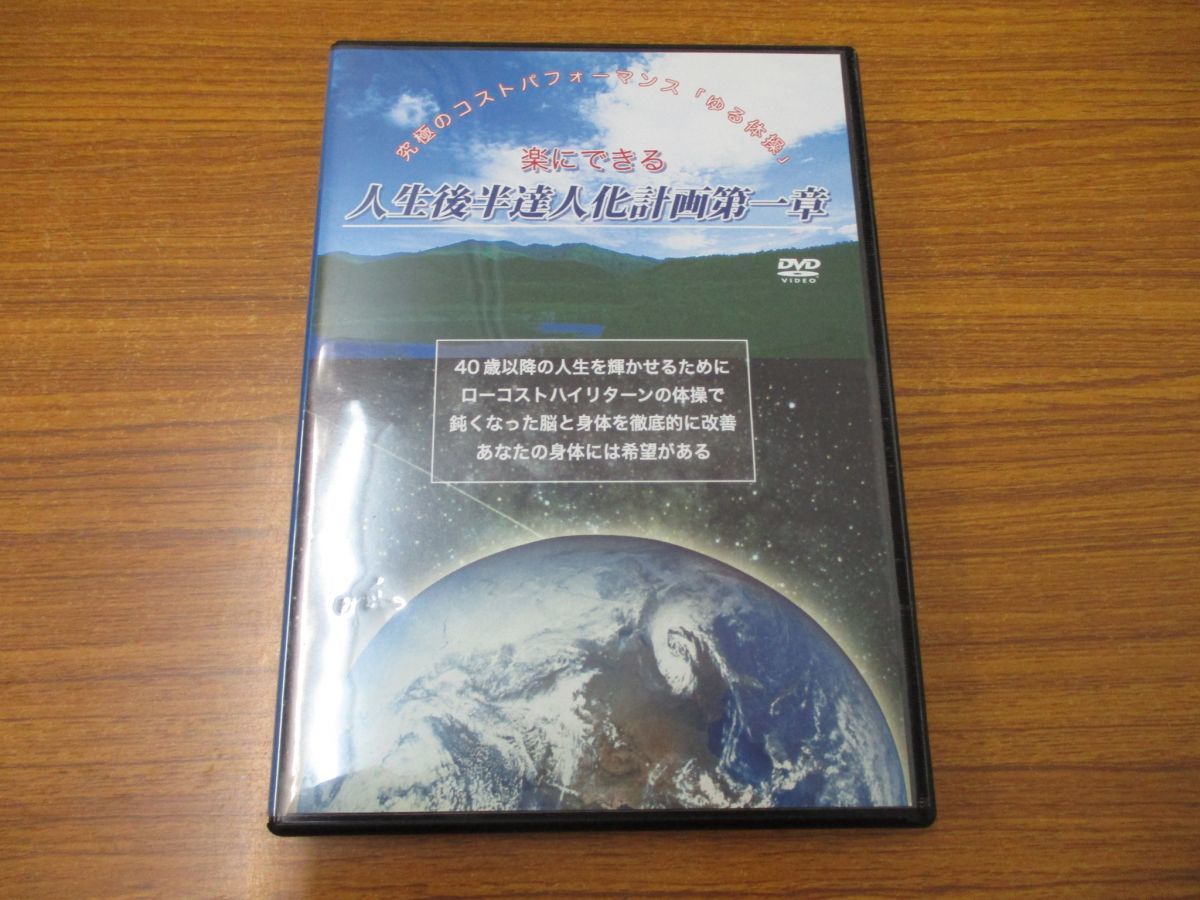 究極のコストパフォーマンス「ゆる体操」
楽にできる
人生後半達人化計画第一章
DVD
VIDEO
40歳以降の人生を輝かせるために
ローコストハイリターンの体操で
鈍くなった脳と身体を徹底的に改善
あなたの身体には希望がある